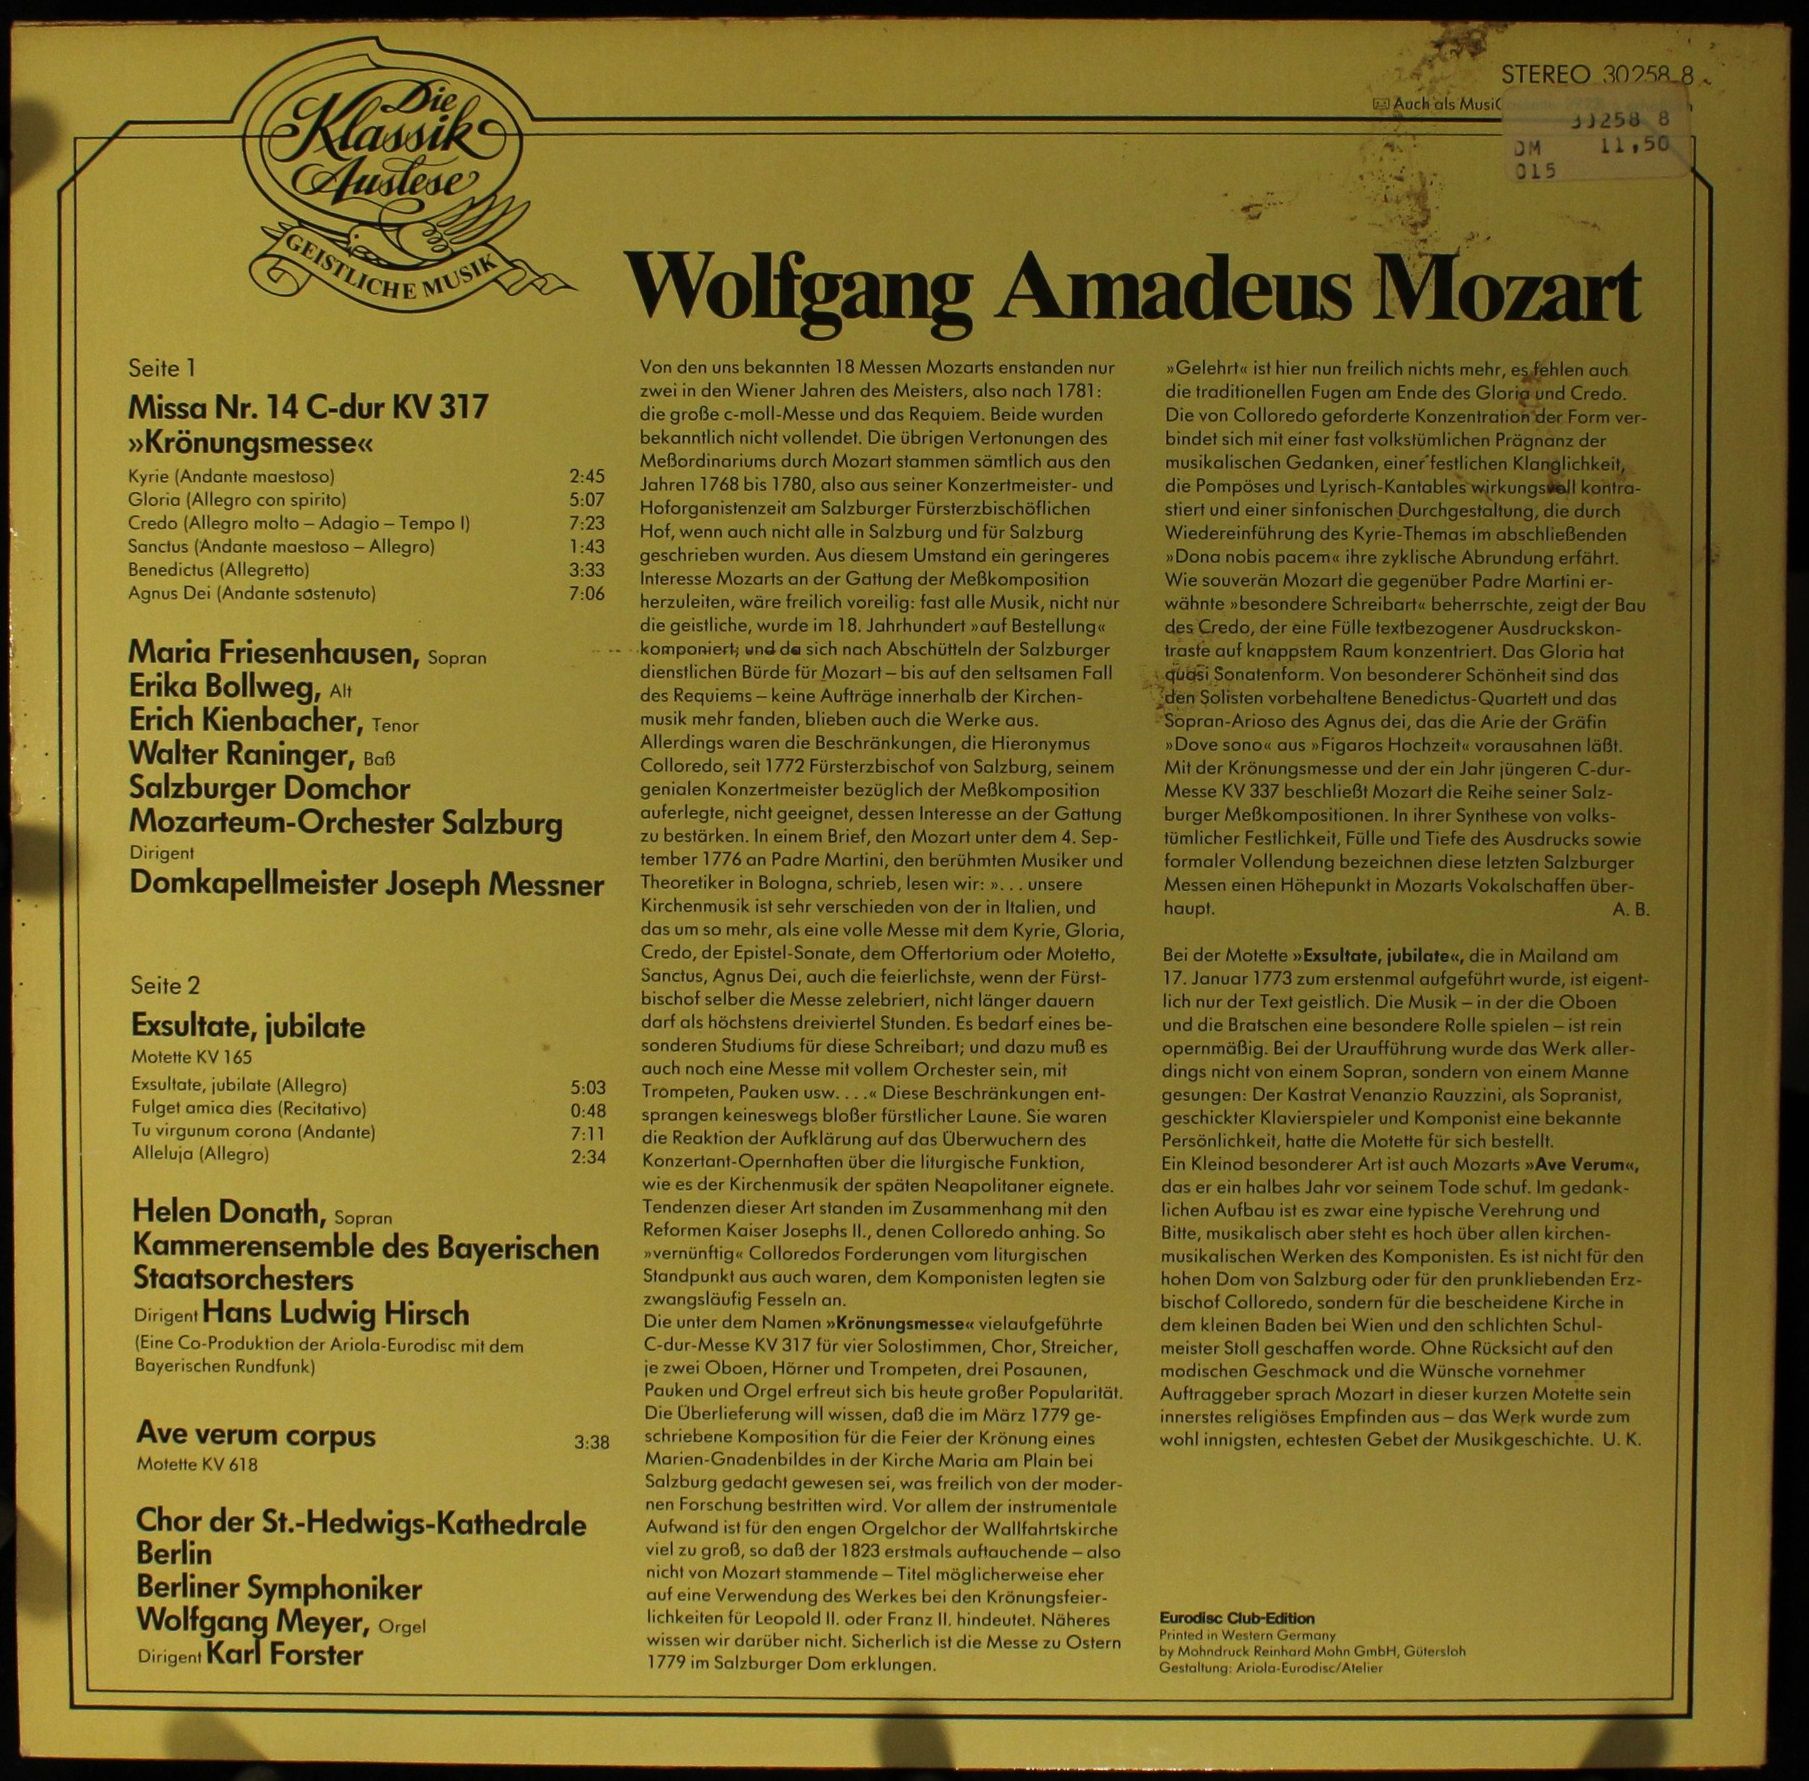 Die
Klassik
Auslese
GEISTLICHE MUSIK
STEREO 30258 8
Auch als
30258 8
DM 11,50
015
Wolfgang Amadeus Mozart
Seite 1
Missa Nr. 14 C-dur KV 317
»Krönungsmesse«
Kyrie (Andante maestoso) 2:45
Gloria (Allegro con spirito) 5:07
Credo (Allegro molto – Adagio – Tempo I) 7:23
Sanctus (Andante maestoso – Allegro) 1:43
Benedictus (Allegretto) 3:33
Agnus Dei (Andante sostenuto) 7:06
Maria Friesenhausen, Sopran
Erika Bollweg, Alt
Erich Kienbacher, Tenor
Walter Raninger, Baß
Salzburger Domchor
Mozarteum-Orchester Salzburg
Dirigent
Domkapellmeister Joseph Messner
Seite 2
Exsultate, jubilate
Motette KV 165
Exsultate, jubilate (Allegro) 5:03
Fulget amica dies (Recitativo) 0:48
Tu virgunum corona (Andante) 7:11
Alleluja (Allegro) 2:34
Helen Donath, Sopran
Kammerensemble des Bayerischen
Staatsorchesters
Dirigent Hans Ludwig Hirsch
(Eine Co-Produktion der Ariola-Eurodisc mit dem
Bayerischen Rundfunk)
Ave verum corpus 3:38
Motette KV 618
Chor der St.-Hedwigs-Kathedrale
Berlin
Berliner Symphoniker
Wolfgang Meyer, Orgel
Dirigent Karl Forster
Von den uns bekannten 18 Messen Mozarts enstanden nur
zwei in den Wiener Jahren des Meisters, also nach 1781:
die große c-moll-Messe und das Requiem. Beide wurden
bekanntlich nicht vollendet. Die übrigen Vertonungen des
Meßordinariums durch Mozart stammen sämtlich aus den
Jahren 1768 bis 1780, also aus seiner Konzertmeister- und
Hoforganistenzeit am Salzburger Fürsterzbischöflichen
Hof, wenn auch nicht alle in Salzburg und für Salzburg
geschrieben wurden. Aus diesem Umstand ein geringeres
Interesse Mozarts an der Gattung der Meßkomposition
herzuleiten, wäre freilich voreilig: fast alle Musik, nicht nur
die geistliche, wurde im 18. Jahrhundert »auf Bestellung«
komponiert; und da sich nach Abschütteln der Salzburger
dienstlichen Bürde für Mozart – bis auf den seltsamen Fall
des Requiems – keine Aufträge innerhalb der Kirchen-
musik mehr fanden, blieben auch die Werke aus.
Allerdings waren die Beschränkungen, die Hieronymus
Colloredo, seit 1772 Fürsterzbischof von Salzburg, seinem
genialen Konzertmeister bezüglich der Meßkomposition
auferlegte, nicht geeignet, dessen Interesse an der Gattung
zu bestärken. In einem Brief, den Mozart unter dem 4. Sep-
tember 1776 an Padre Martini, den berühmten Musiker und
Theoretiker in Bologna, schrieb, lesen wir: ». . . unsere
Kirchenmusik ist sehr verschieden von der in Italien, und
das um so mehr, als eine volle Messe mit dem Kyrie, Gloria,
Credo, der Epistel-Sonate, dem Offertorium oder Motetto,
Sanctus, Agnus Dei, auch die feierlichste, wenn der Fürst-
bischof selber die Messe zelebriert, nicht länger dauern
darf als höchstens dreiviertel Stunden. Es bedarf eines be-
sonderen Studiums für diese Schreibart; und dazu muß es
auch noch eine Messe mit vollem Orchester sein, mit
Trompeten, Pauken usw. . . .« Diese Beschränkungen ent-
sprangen keineswegs bloßer fürstlicher Laune. Sie waren
die Reaktion der Aufklärung auf das Überwuchern des
Konzertant-Opernhaften über die liturgische Funktion,
wie es der Kirchenmusik der späten Neapolitaner eignete.
Tendenzen dieser Art standen im Zusammenhang mit den
Reformen Kaiser Josephs II., denen Colloredo anhing. So
»vernünftig« Colloredos Forderungen vom liturgischen
Standpunkt aus auch waren, dem Komponisten legten sie
zwangsläufig Fesseln an.
Die unter dem Namen »Krönungsmesse« vielaufgeführte
C-dur-Messe KV 317 für vier Solostimmen, Chor, Streicher,
je zwei Oboen, Hörner und Trompeten, drei Posaunen,
Pauken und Orgel erfreut sich bis heute großer Popularität.
Die Überlieferung will wissen, daß die im März 1779 ge-
schriebene Komposition für die Feier der Krönung eines
Marien-Gnadenbildes in der Kirche Maria am Plain bei
Salzburg gedacht gewesen sei, was freilich von der moder-
nen Forschung bestritten wird. Vor allem der instrumentale
Aufwand ist für den engen Orgelchor der Wallfahrtskirche
viel zu groß, so daß der 1823 erstmals auftauchende – also
nicht von Mozart stammende – Titel möglicherweise eher
auf eine Verwendung des Werkes bei den Krönungsfeier-
lichkeiten für Leopold II. oder Franz II. hindeutet. Näheres
wissen wir darüber nicht. Sicherlich ist die Messe zu Ostern
1779 im Salzburger Dom erklungen.
»Gelehrt« ist hier nun freilich nichts mehr, es fehlen auch
die traditionellen Fugen am Ende des Gloria und Credo.
Die von Colloredo geforderte Konzentration der Form ver-
bindet sich mit einer fast volkstümlichen Prägnanz der
musikalischen Gedanken, einer festlichen Klanglichkeit,
die Pompöses und Lyrisch-Kantables wirkungsvoll kontra-
stiert und einer sinfonischen Durchgestaltung, die durch
Wiedereinführung des Kyrie-Themas im abschließenden
»Dona nobis pacem« ihre zyklische Abrundung erfährt.
Wie souverän Mozart die gegenüber Padre Martini er-
wähnte »besondere Schreibart« beherrschte, zeigt der Bau
des Credo, der eine Fülle textbezogener Ausdruckskon-
traste auf knappstem Raum konzentriert. Das Gloria hat
quasi Sonatenform. Von besonderer Schönheit sind das
den Solisten vorbehaltene Benedictus-Quartett und das
Sopran-Arioso des Agnus dei, das die Arie der Gräfin
»Dove sono« aus »Figaros Hochzeit« vorausahnen läßt.
Mit der Krönungsmesse und der ein Jahr jüngeren C-dur-
Messe KV 337 beschließt Mozart die Reihe seiner Salz-
burger Meßkompositionen. In ihrer Synthese von volks-
tümlicher Festlichkeit, Fülle und Tiefe des Ausdrucks sowie
formaler Vollendung bezeichnen diese letzten Salzburger
Messen einen Höhepunkt in Mozarts Vokalschaffen über-
haupt. A. B.
Bei der Motette »Exsultate, jubilate«, die in Mailand am
17. Januar 1773 zum erstenmal aufgeführt wurde, ist eigent-
lich nur der Text geistlich. Die Musik – in der die Oboen
und die Bratschen eine besondere Rolle spielen – ist rein
opernmäßig. Bei der Uraufführung wurde das Werk aller-
dings nicht von einem Sopran, sondern von einem Manne
gesungen: Der Kastrat Venanzio Rauzzini, als Sopranist,
geschickter Klavierspieler und Komponist eine bekannte
Persönlichkeit, hatte die Motette für sich bestellt.
Ein Kleinod besonderer Art ist auch Mozarts »Ave Verum«,
das er ein halbes Jahr vor seinem Tode schuf. Im gedank-
lichen Aufbau ist es zwar eine typische Verehrung und
Bitte, musikalisch aber steht es hoch über allen kirchen-
musikalischen Werken des Komponisten. Es ist nicht für den
hohen Dom von Salzburg oder für den prunkliebenden Erz-
bischof Colloredo, sondern für die bescheidene Kirche in
dem kleinen Baden bei Wien und den schlichten Schul-
meister Stoll geschaffen worde. Ohne Rücksicht auf den
modischen Geschmack und die Wünsche vornehmer
Auftraggeber sprach Mozart in dieser kurzen Motette sein
innerstes religiöses Empfinden aus – das Werk wurde zum
wohl innigsten, echtesten Gebet der Musikgeschichte. U. K.
Eurodisc Club-Edition
Printed in Western Germany
by Mohndruck Reinhard Mohn GmbH, Gütersloh
Gestaltung: Ariola-Eurodisc/Atelier